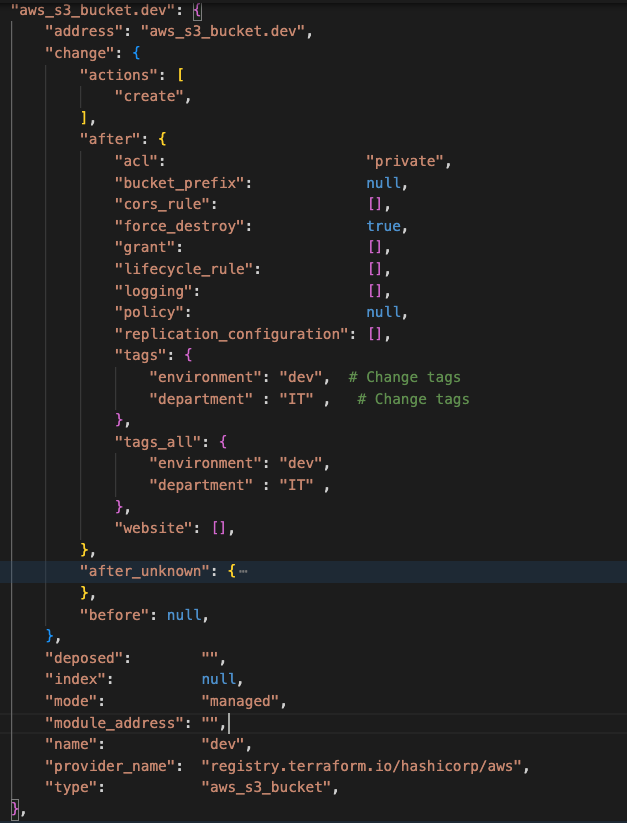 "aws_s3_bucket.dev": {
    "address": "aws_s3_bucket.dev",
    "change": {
        "actions": [
            "create",
        ],
        "after": {
            "acl":                       "private",
            "bucket_prefix":             null,
            "cors_rule":                 [],
            "force_destroy":             true,
            "grant":                     [],
            "lifecycle_rule":            [],
            "logging":                   [],
            "policy":                    null,
            "replication_configuration": [],
            "tags": {
                "environment": "dev",  # Change tags
                "department" : "IT" ,   # Change tags
            },
            "tags_all": {
                "environment": "dev",
                "department" : "IT" ,
            },
            "website": [],
        },
        "after_unknown": {⋯
        },
        "before": null,
    },
    "deposed":        "",
    "index":          null,
    "mode":           "managed",
    "module_address": "",
    "name":           "dev",
    "provider_name":  "registry.terraform.io/hashicorp/aws",
    "type":           "aws_s3_bucket",
},